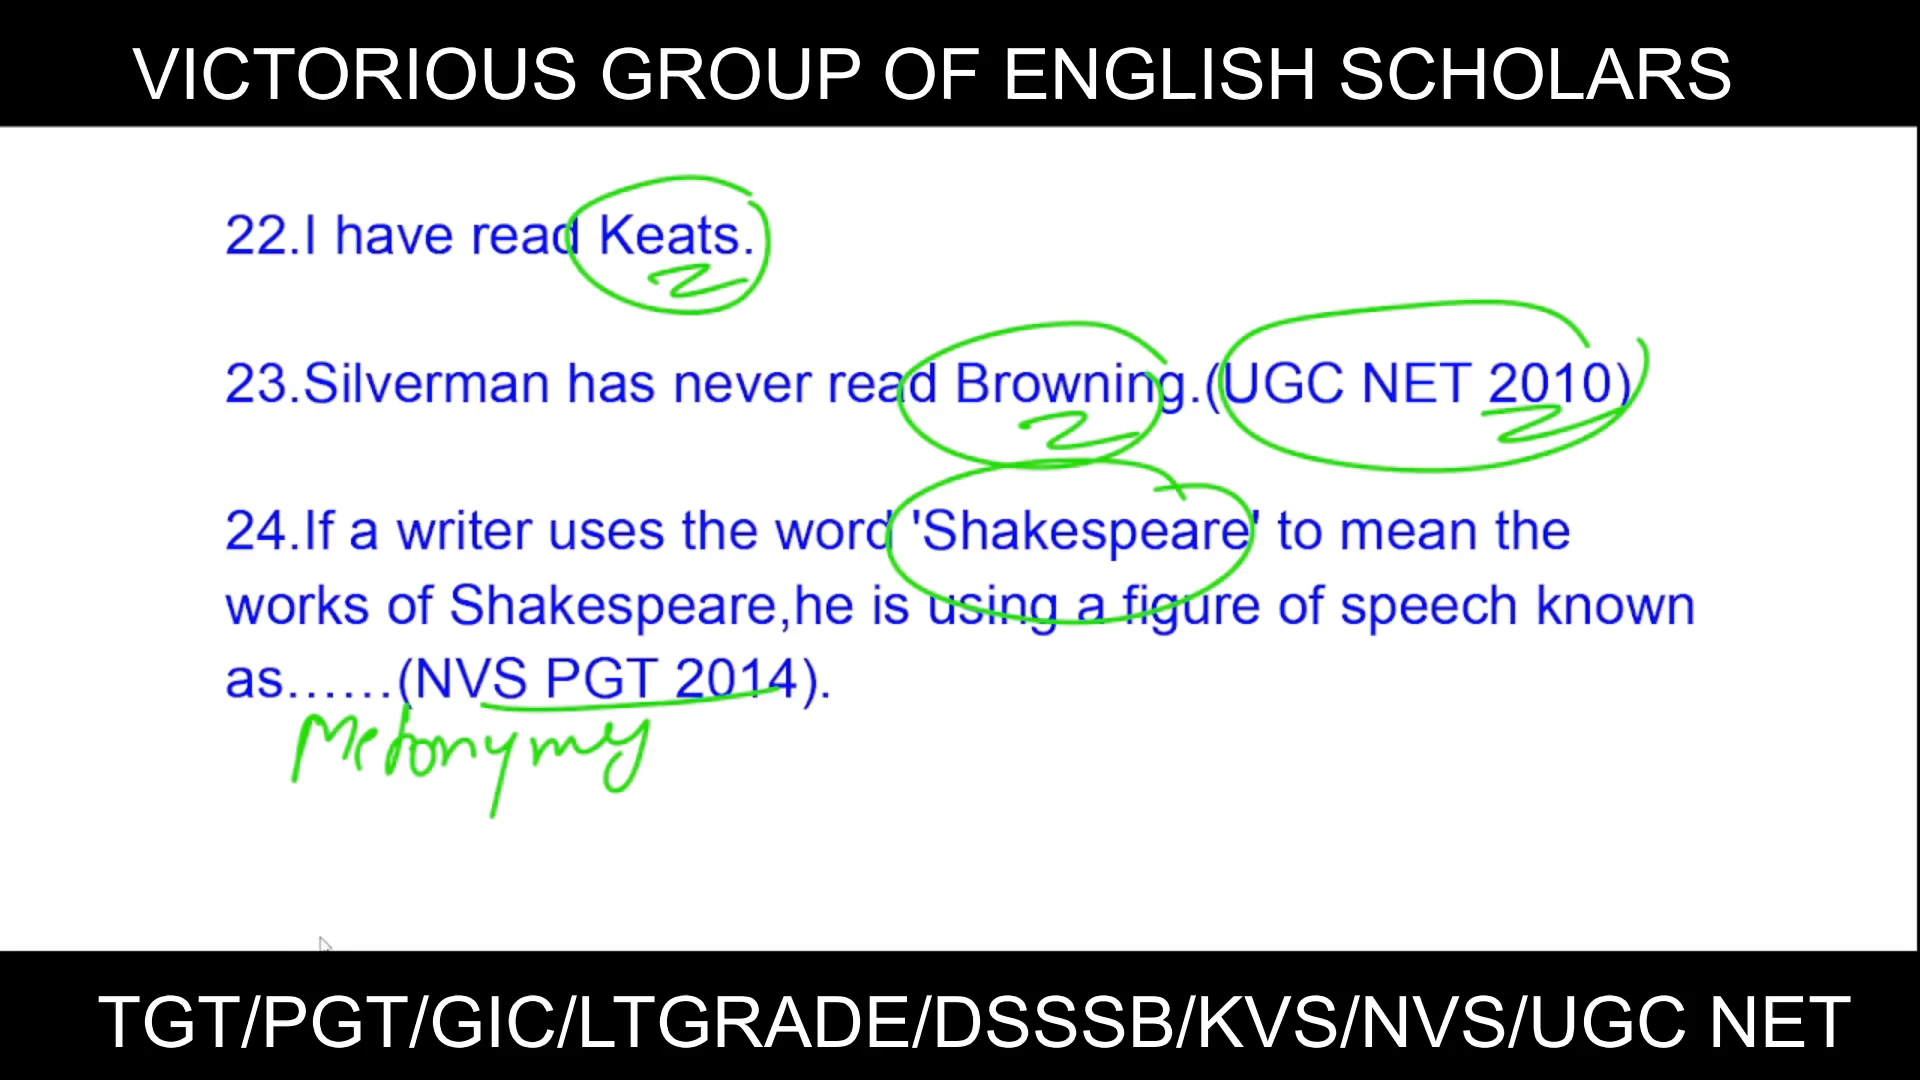 VICTORIOUS GROUP OF ENGLISH SCHOLARS
22.I have read Keats.
23.Silverman has never read Browning.(UGC NET 2010)
24.If a writer uses the word 'Shakespeare' to mean the
works of Shakespeare,he is using a figure of speech known
as......(NVS PGT 2014).
Metonymy
TGT/PGT/GIC/LTGRADE/DSSSB/KVS/NVS/UGC NET